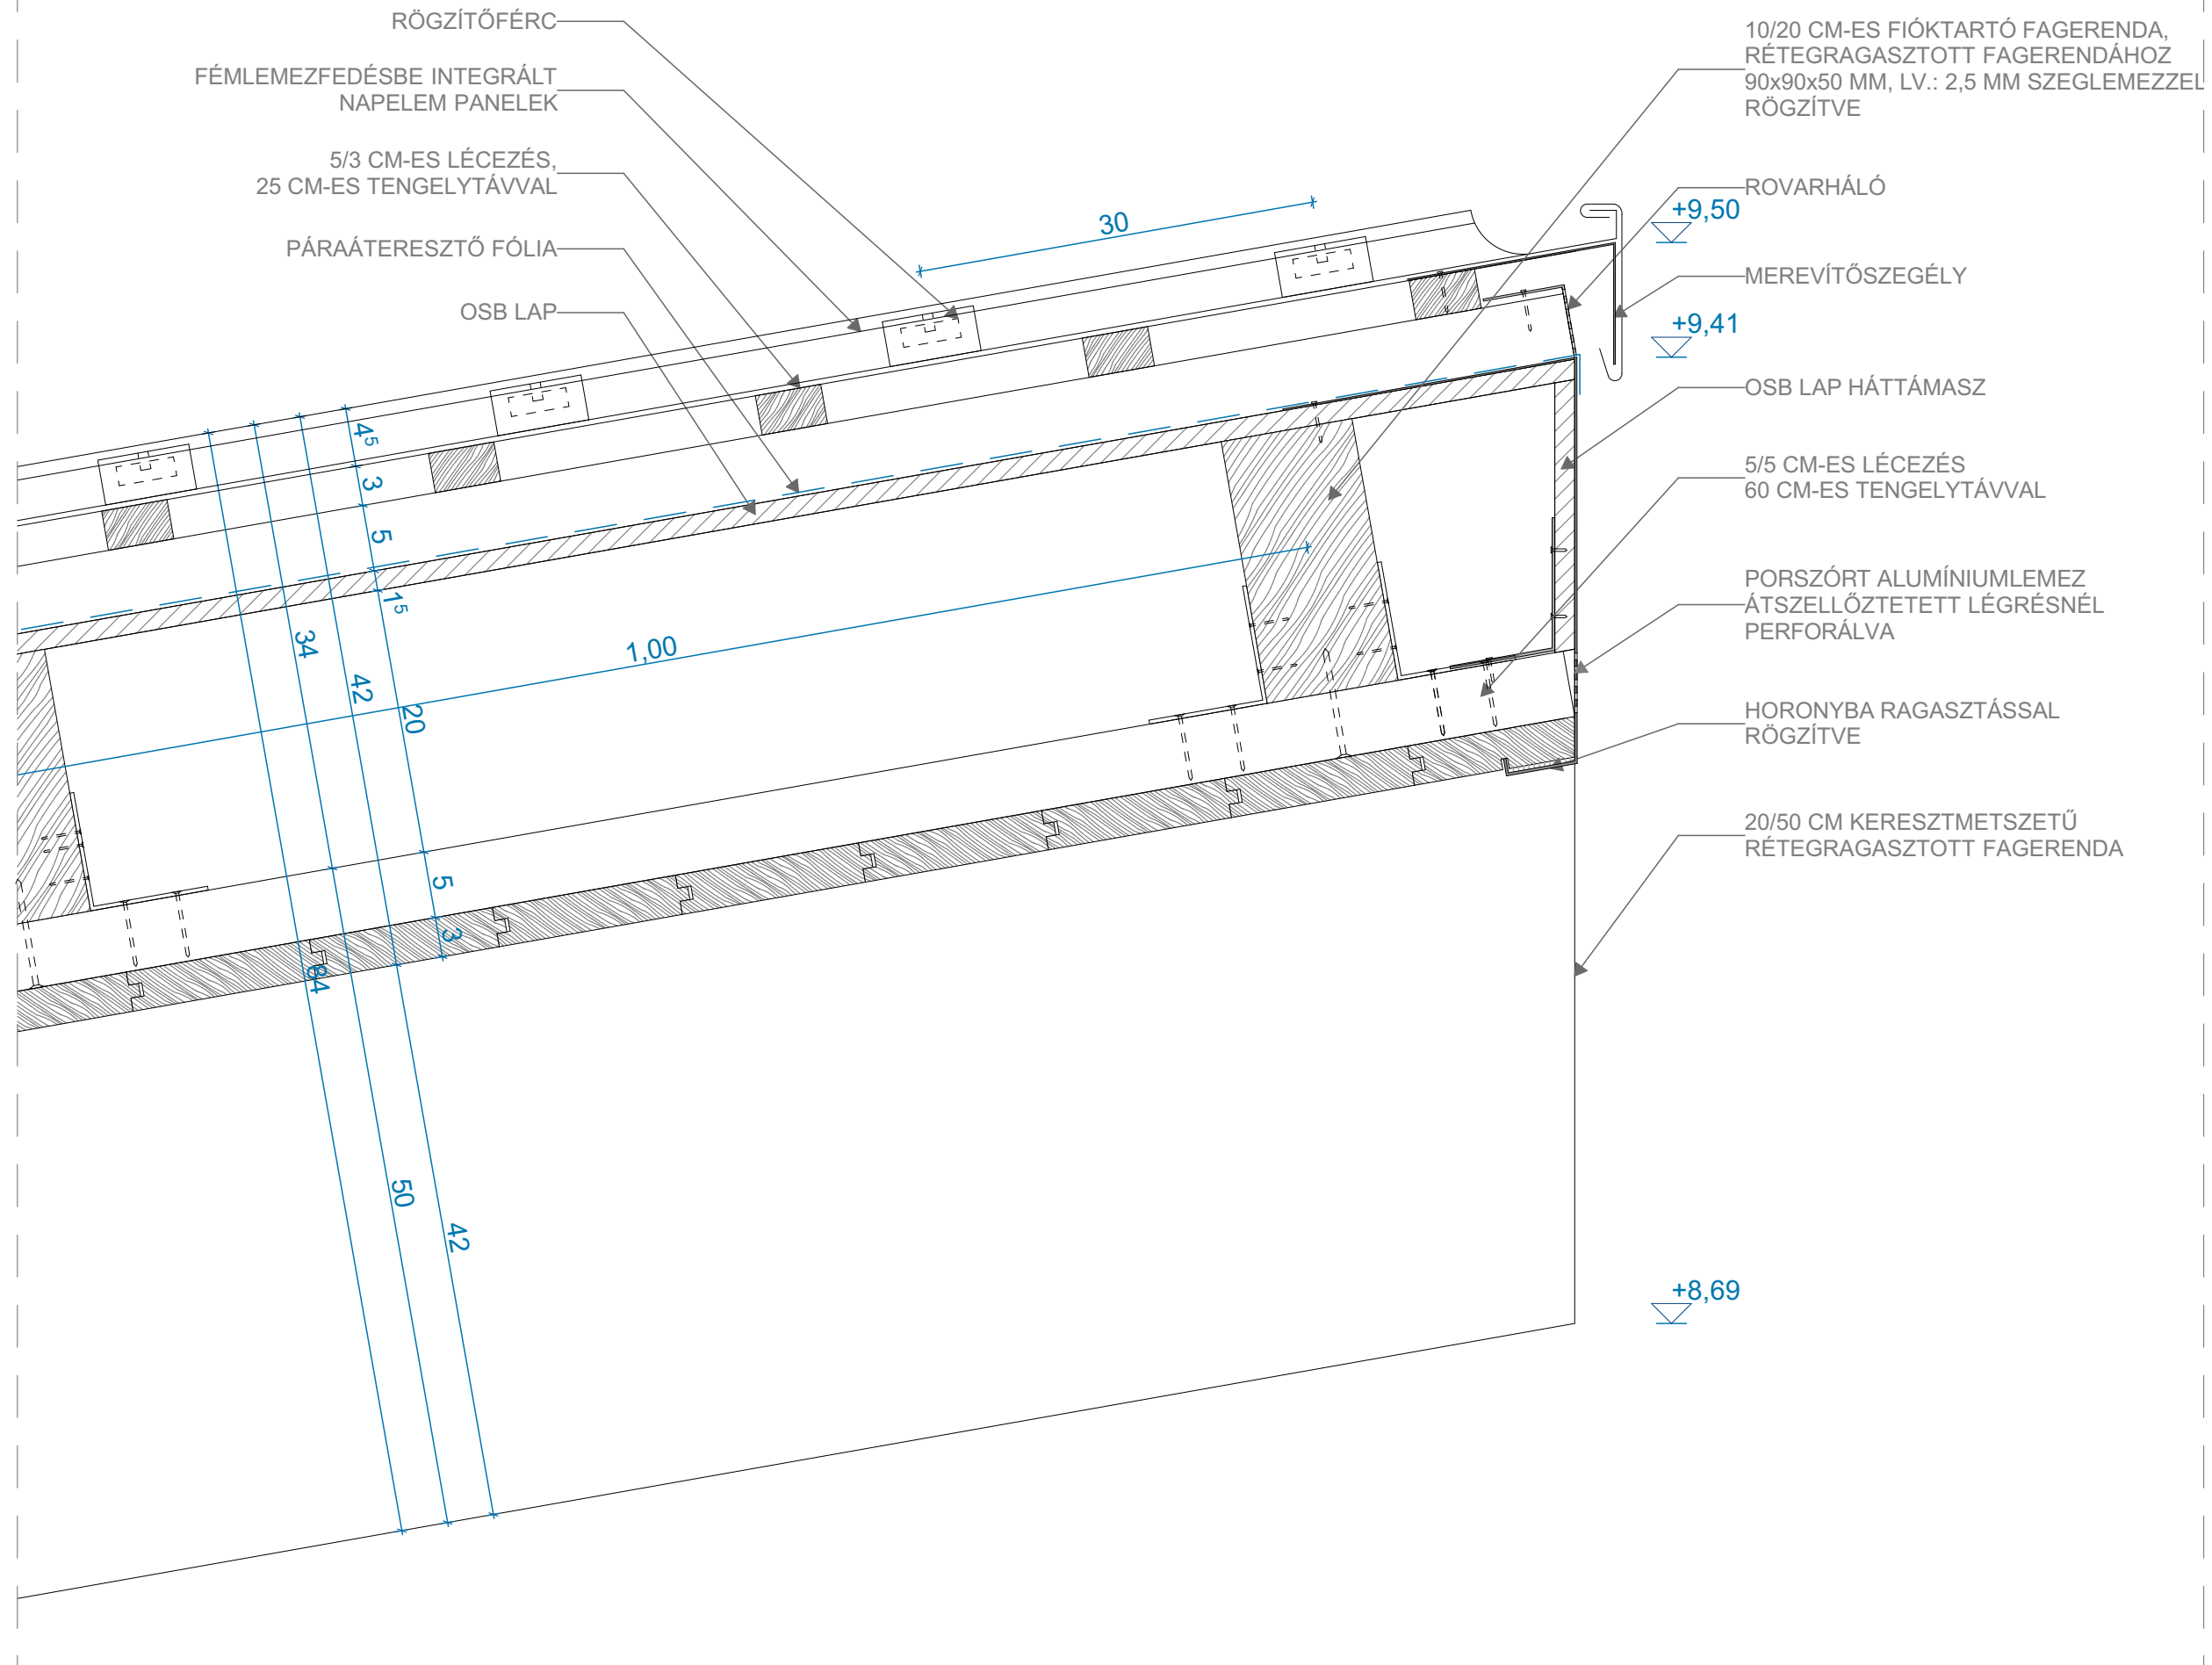 RÖGZÍTŐFÉRC
FÉMLEMEZFEDÉSBE INTEGRÁLT
NAPELEM PANELEK
5/3 CM-ES LÉCEZÉS,
25 CM-ES TENGELYTÁVVAL
PÁRAÁTERESZTŐ FÓLIA
OSB LAP
10/20 CM-ES FIÓKTARTÓ FAGERENDA,
RÉTEGRAGASZTOTT FAGERENDÁHOZ
90x90x50 MM, LV.: 2,5 MM SZEGLEMEZZEL
RÖGZÍTVE
ROVARHÁLÓ
+9,50
MEREVÍTŐSZEGÉLY
+9,41
OSB LAP HÁTTÁMASZ
5/5 CM-ES LÉCEZÉS
60 CM-ES TENGELYTÁVVAL
PORSZÓRT ALUMÍNIUMLEMEZ
ÁTSZELLŐZTETETT LÉGRÉSNÉL
PERFORÁLVA
HORONYBA RAGASZTÁSSAL
RÖGZÍTVE
20/50 CM KERESZTMETSZETŰ
RÉTEGRAGASZTOTT FAGERENDA
+8,69
30
1,00
4⁵
3
5
1⁵
20
5
3
42
34
42
50
84